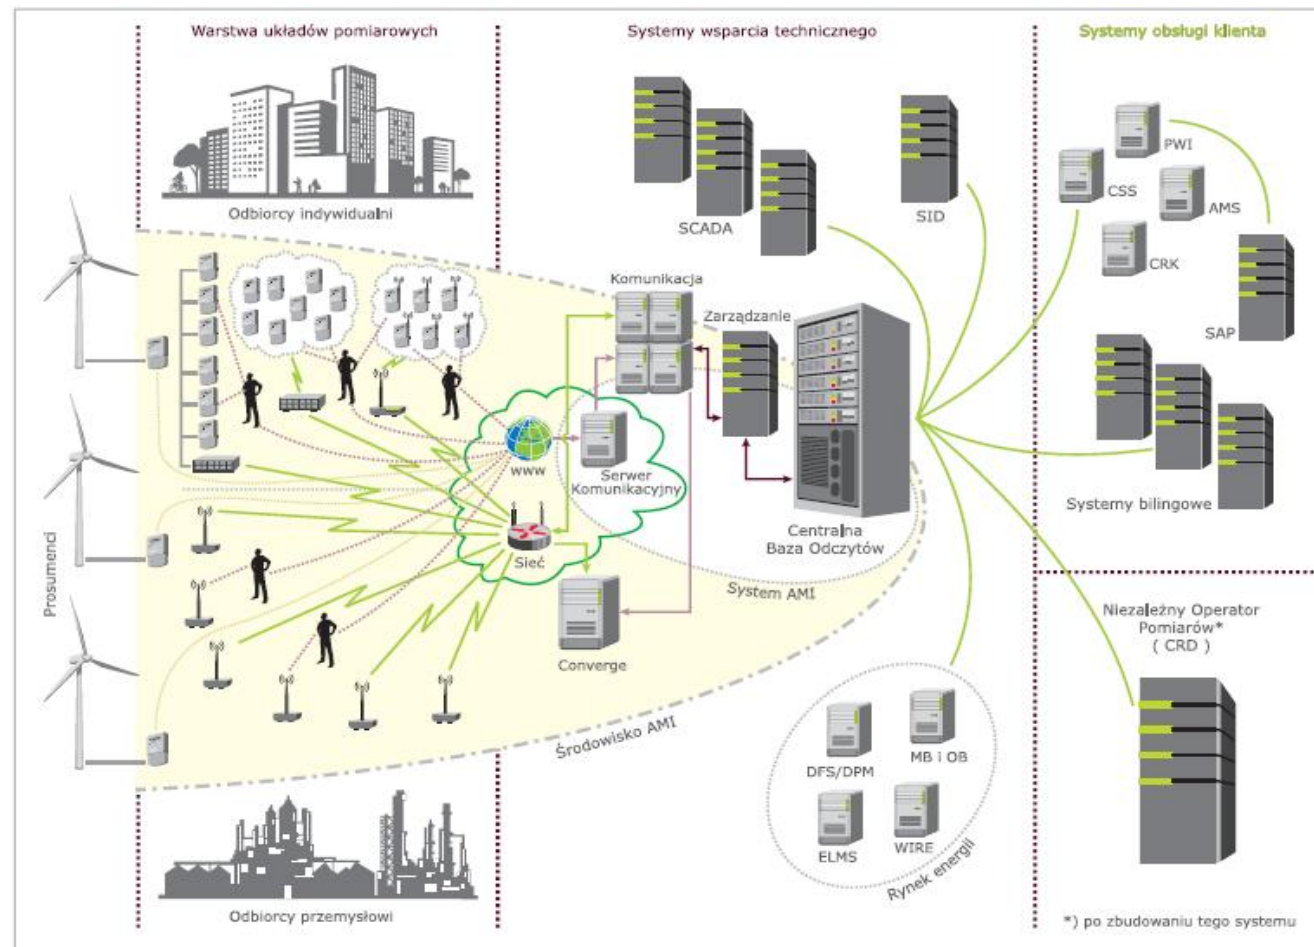 Warstwa układów pomiarowych
Systemy wsparcia technicznego
Systemy obsługi klienta
Odbiorcy indywidualni
SCADA
SID
PWI
CSS
AMS
CRK
SAP
Komunikacja
Zarządzanie
www
Serwer
Komunikacyjny
Centralna
Baza Odczytów
Systemy bilingowe
Prosumenci
Sieć
System AMI
Converge
Środowisko AMI
Niezależny Operator
Pomiarów*
( CRD )
DFS/DPM
MB i OB
ELMS
WIRE
Rynek energii
Odbiorcy przemysłowi
*) po zbudowaniu tego systemu